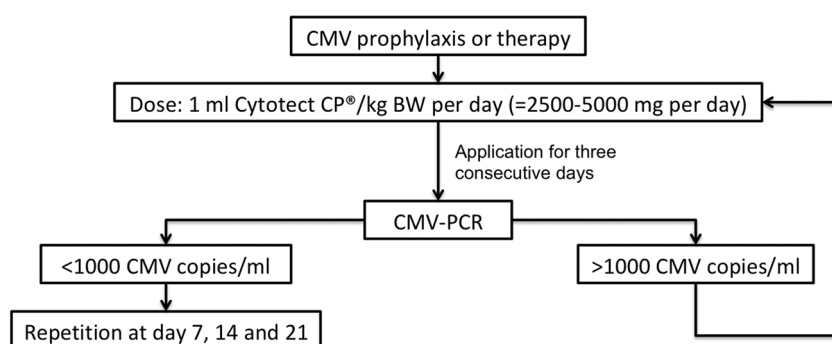 CMV prophylaxis or therapy
Dose: 1 ml Cytotect CP®/kg BW per day (=2500-5000 mg per day)
Application for three
consecutive days
CMV-PCR
<1000 CMV copies/ml
>1000 CMV copies/ml
Repetition at day 7, 14 and 21